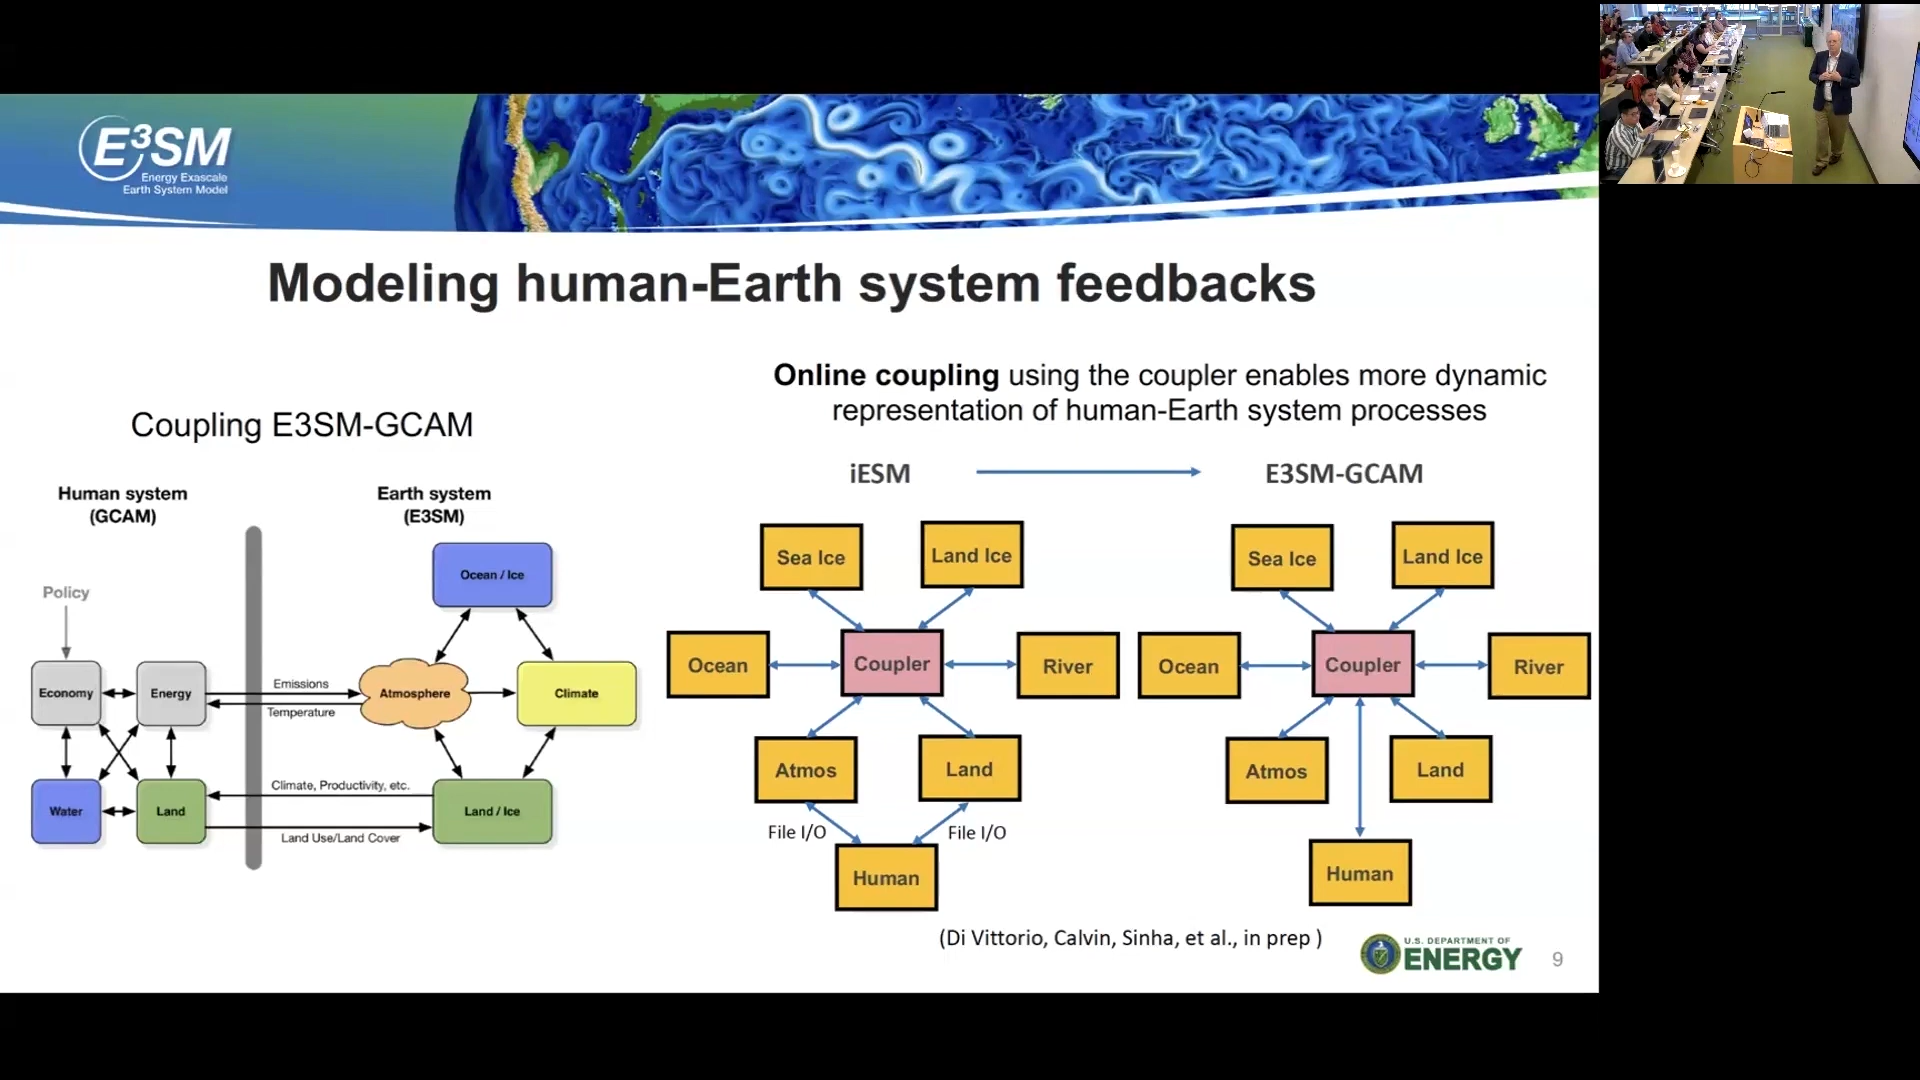 E³SM
Energy Exascale
Earth System Model
Modeling human-Earth system feedbacks
Coupling E3SM-GCAM
Human system
(GCAM)
Earth system
(E3SM)
Policy
Economy
Energy
Water
Land
Emissions
Temperature
Climate, Productivity, etc.
Land Use/Land Cover
Ocean / Ice
Atmosphere
Climate
Land / Ice
Online coupling using the coupler enables more dynamic
representation of human-Earth system processes
iESM
E3SM-GCAM
Sea Ice
Land Ice
Ocean
Coupler
River
Atmos
Land
File I/O
File I/O
Human
Sea Ice
Land Ice
Ocean
Coupler
River
Atmos
Land
Human
(Di Vittorio, Calvin, Sinha, et al., in prep )
U.S. DEPARTMENT OF
ENERGY
9